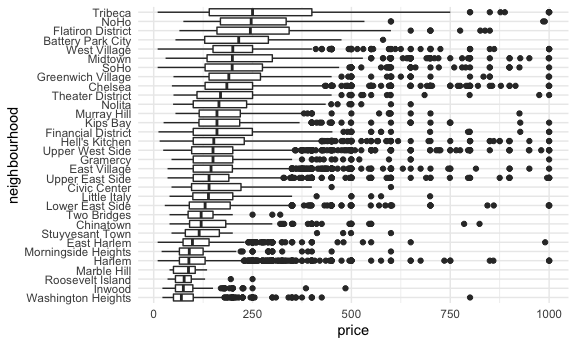 neighbourhood
Tribeca
NoHo
Flatiron District
Battery Park City
West Village
Midtown
SoHo
Greenwich Village
Chelsea
Theater District
Nolita
Murray Hill
Kips Bay
Financial District
Hell's Kitchen
Upper West Side
Gramercy
East Village
Upper East Side
Civic Center
Little Italy
Lower East Side
Two Bridges
Chinatown
Stuyvesant Town
East Harlem
Morningside Heights
Harlem
Marble Hill
Roosevelt Island
Inwood
Washington Heights
0 250 500 750 1000
price